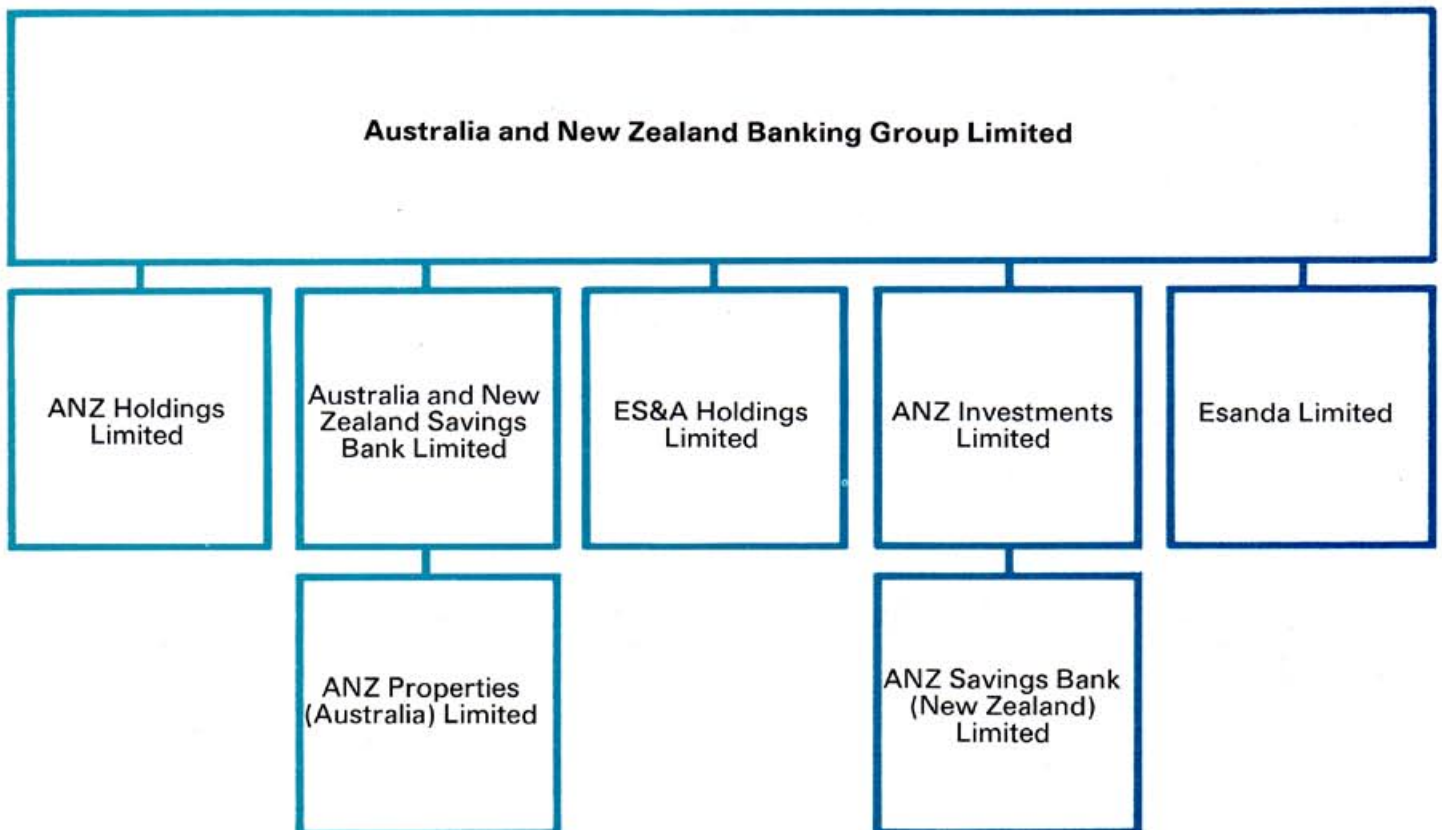 Australia and New Zealand Banking Group Limited
ANZ Holdings
Limited
Australia and New
Zealand Savings
Bank Limited
ES&A Holdings
Limited
ANZ Investments
Limited
Esanda Limited
ANZ Properties
(Australia) Limited
ANZ Savings Bank
(New Zealand)
Limited